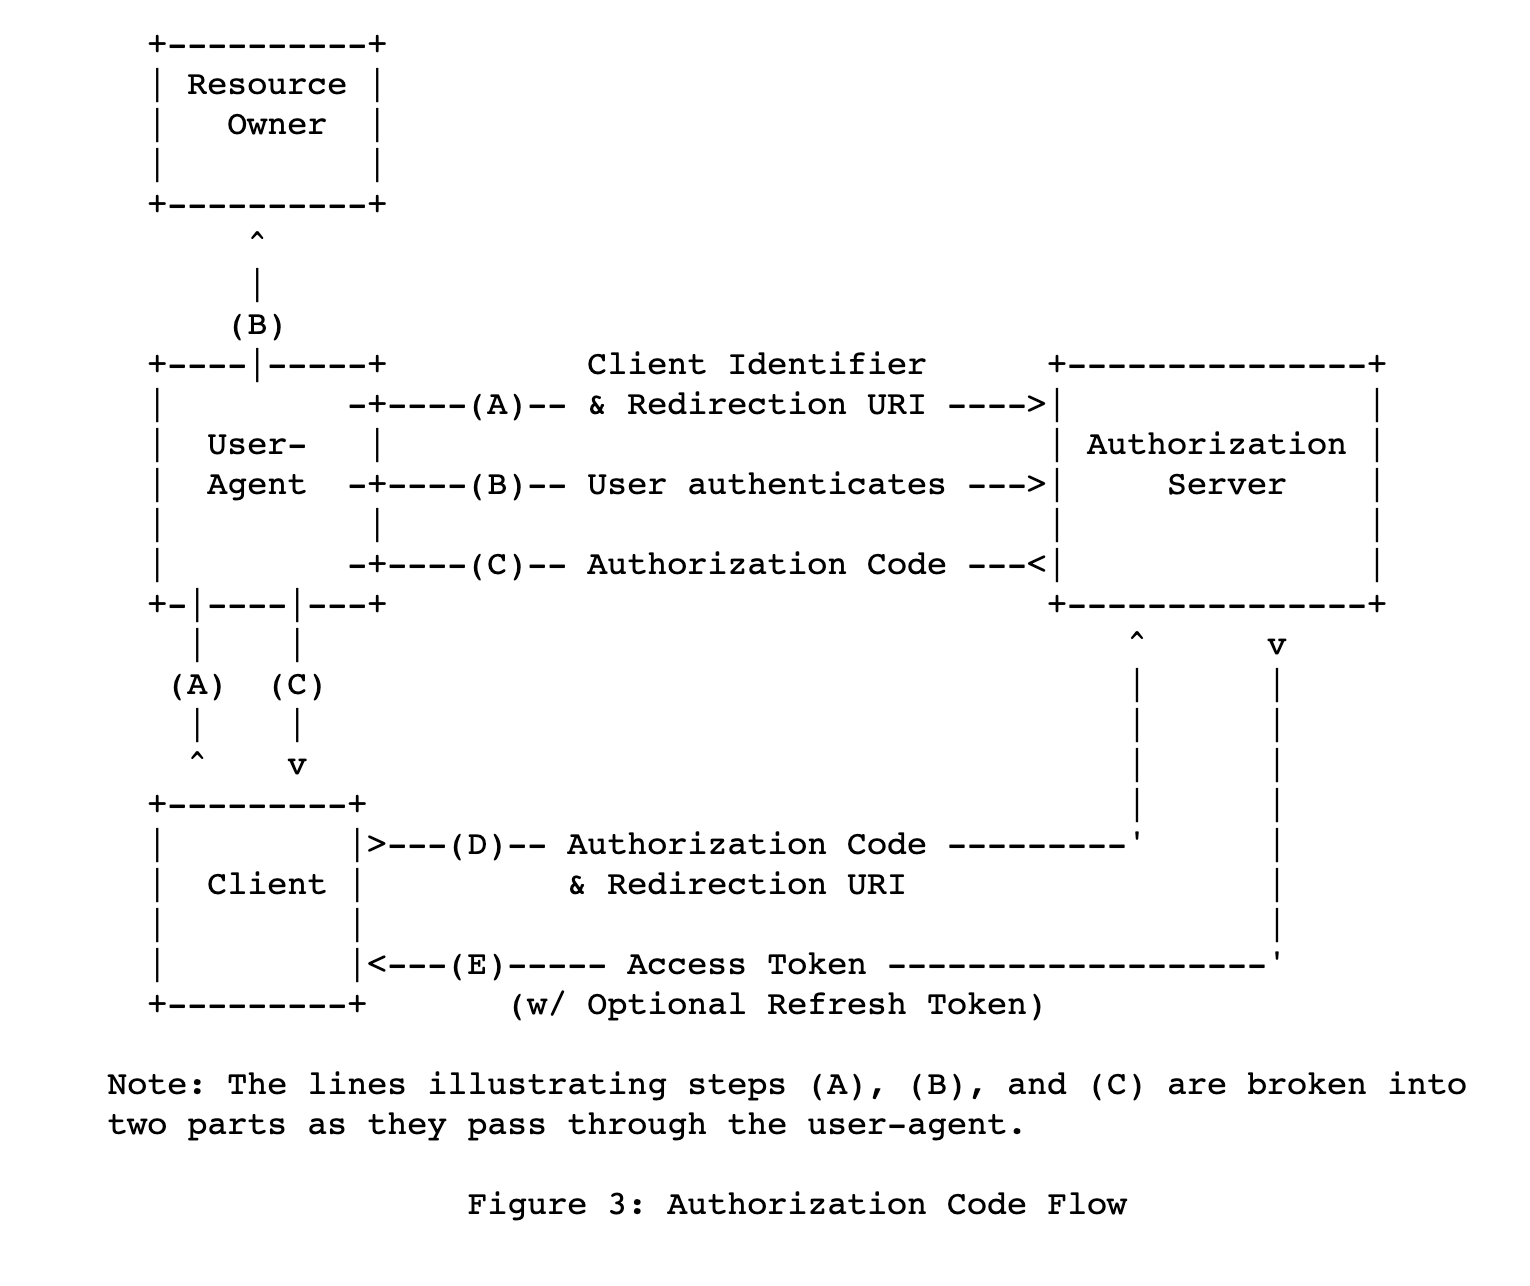 +----------+
| Resource |
|   Owner  |
|          |
+----------+
     ^
     |
    (B)
+----|-----+          Client Identifier      +---------------+
|         -+----(A)-- & Redirection URI ---->|               |
|  User-   |                                 | Authorization |
|  Agent  -+----(B)-- User authenticates --->|     Server    |
|          |                                 |               |
|         -+----(C)-- Authorization Code ---<|               |
+-|----|---+                                 +---------------+
  |    |                                         ^      v
 (A)  (C)                                        |      |
  |    |                                         |      |
  ^    v                                         |      |
+---------+                                      |      |
|         |>---(D)-- Authorization Code ---------'      |
|  Client |          & Redirection URI                  |
|         |                                             |
|         |<---(E)----- Access Token -------------------'
+---------+       (w/ Optional Refresh Token)
Note: The lines illustrating steps (A), (B), and (C) are broken into
two parts as they pass through the user-agent.
Figure 3: Authorization Code Flow